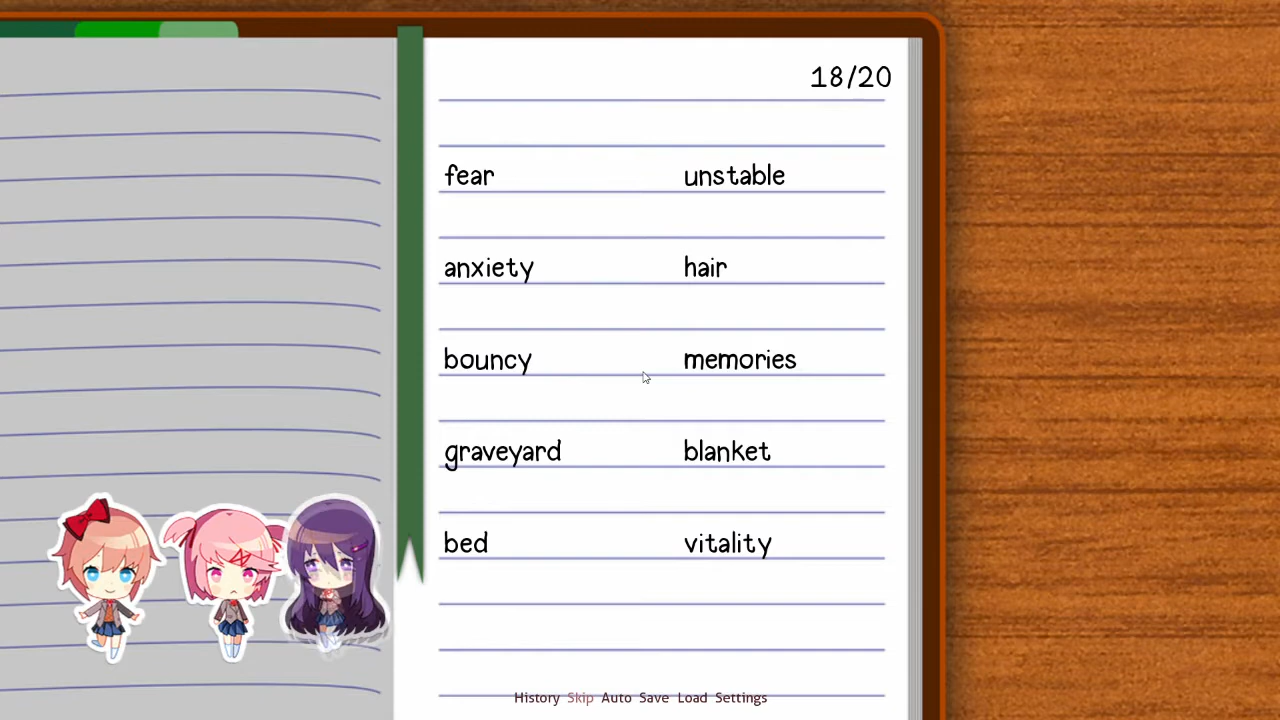 18/20
fear unstable
anxiety hair
bouncy memories
graveyard blanket
bed vitality
History Skip Auto Save Load Settings